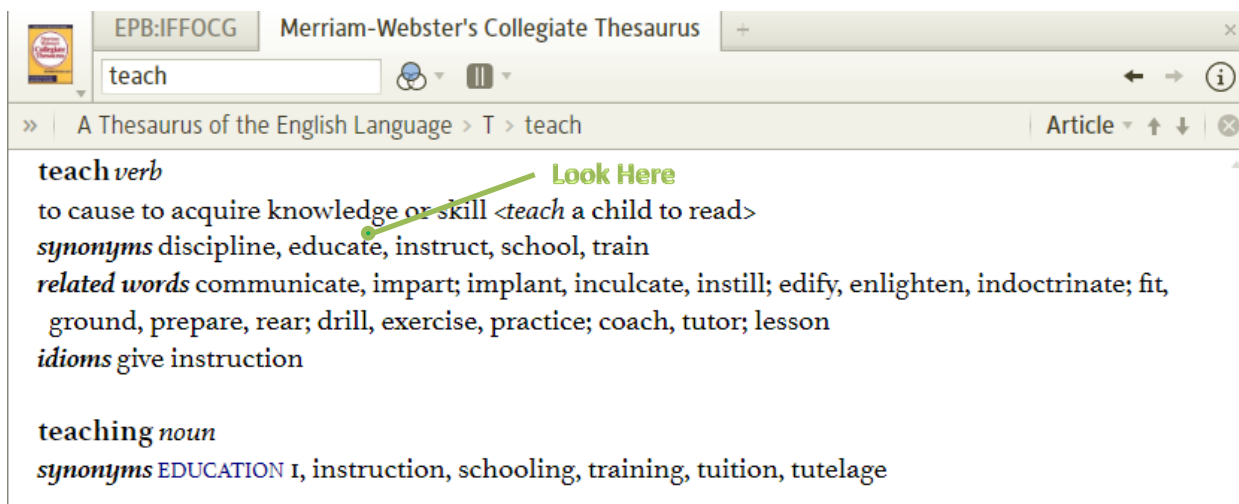 EPB:IFFOCG Merriam-Webster's Collegiate Thesaurus + ×
teach
» A Thesaurus of the English Language > T > teach Article
teach verb
Look Here
to cause to acquire knowledge or skill <teach a child to read>
synonyms discipline, educate, instruct, school, train
related words communicate, impart; implant, inculcate, instill; edify, enlighten, indoctrinate; fit,
ground, prepare, rear; drill, exercise, practice; coach, tutor; lesson
idioms give instruction
teaching noun
synonyms EDUCATION 1, instruction, schooling, training, tuition, tutelage